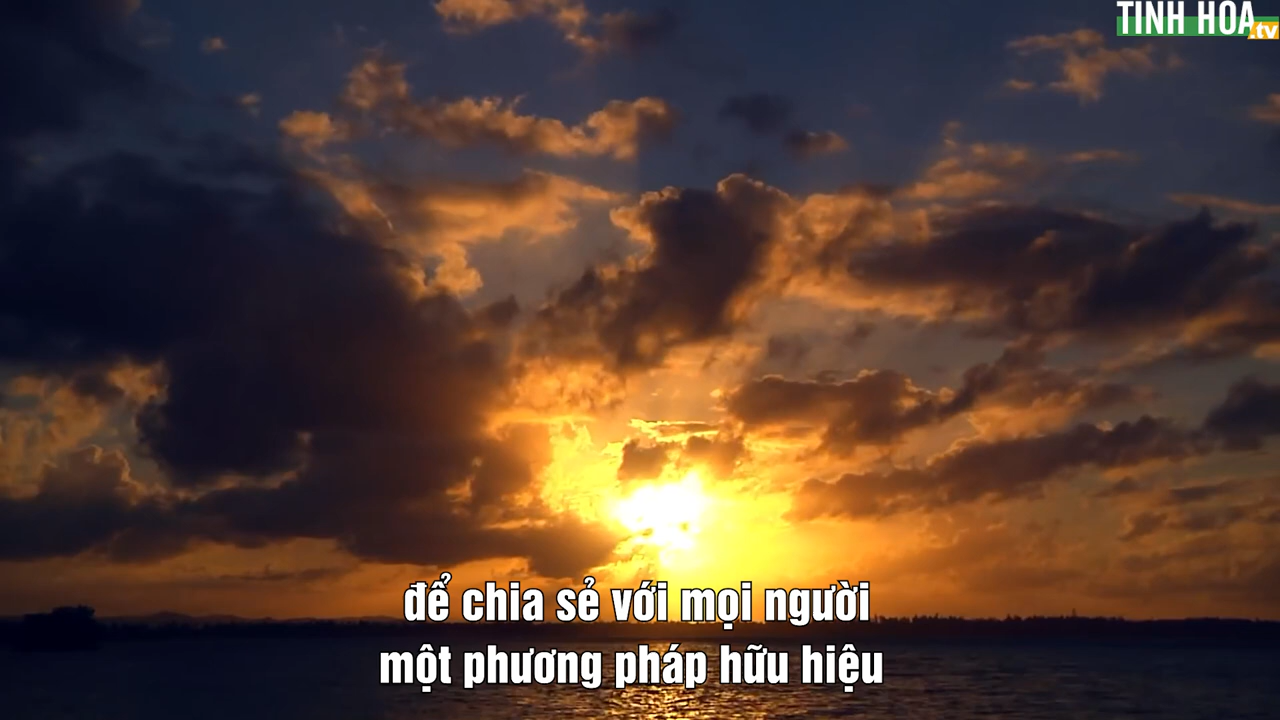 TINH HOA
.tv
để chia sẻ với mọi người
một phương pháp hữu hiệu